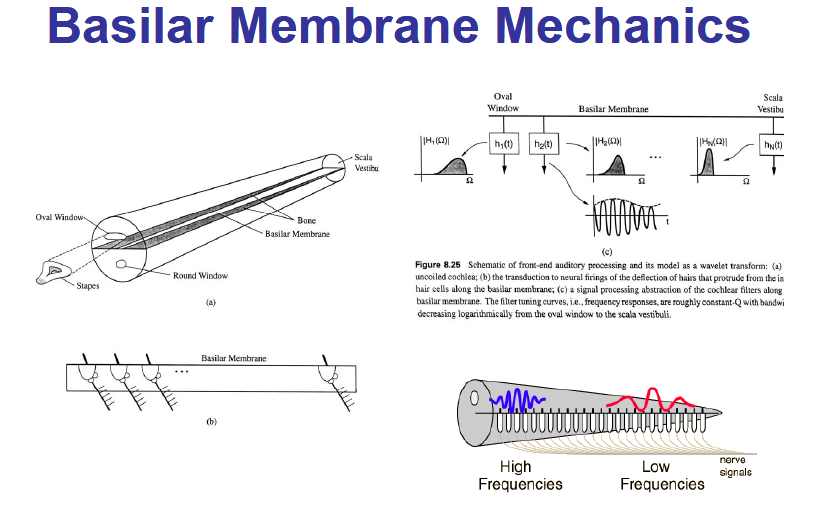 Basilar Membrane Mechanics
Scala
Vestibu
Oval Window
Bone
Basilar Membrane
Round Window
Stapes
(a)
Basilar Membrane
...
(b)
Oval
Window
Basilar Membrane
Scala
Vestibu
|H₁(Ω)|
h₁(t)
h₂(t)
|H₂(Ω)|
...
|H_N(Ω)|
h_N(t)
Ω
Ω
Ω
t
(c)
Figure 8.25 Schematic of front-end auditory processing and its model as a wavelet transform: (a)
uncoiled cochlea; (b) the transduction to neural firings of the deflection of hairs that protrude from the in
hair cells along the basilar membrane; (c) a signal processing abstraction of the cochlear filters along
basilar membrane. The filter tuning curves, i.e., frequency responses, are roughly constant-Q with bandwi
decreasing logarithmically from the oval window to the scala vestibuli.
High
Frequencies
Low
Frequencies
nerve
signals